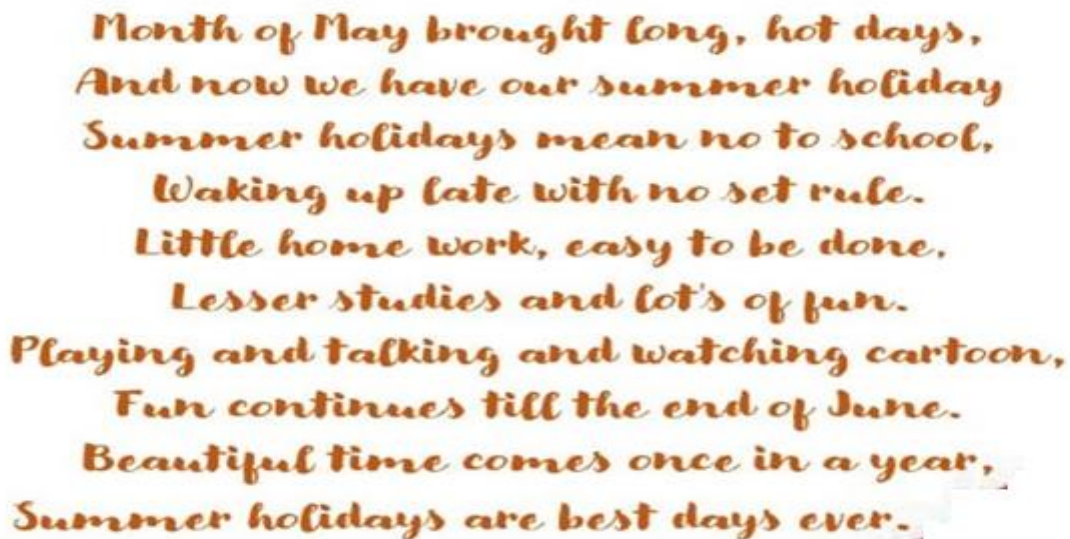 Month of May brought long, hot days,
And now we have our summer holiday
Summer holidays mean no to school,
Waking up late with no set rule.
Little home work, easy to be done,
Lesser studies and lot's of fun.
Playing and talking and watching cartoon,
Fun continues till the end of June.
Beautiful time comes once in a year,
Summer holidays are best days ever.